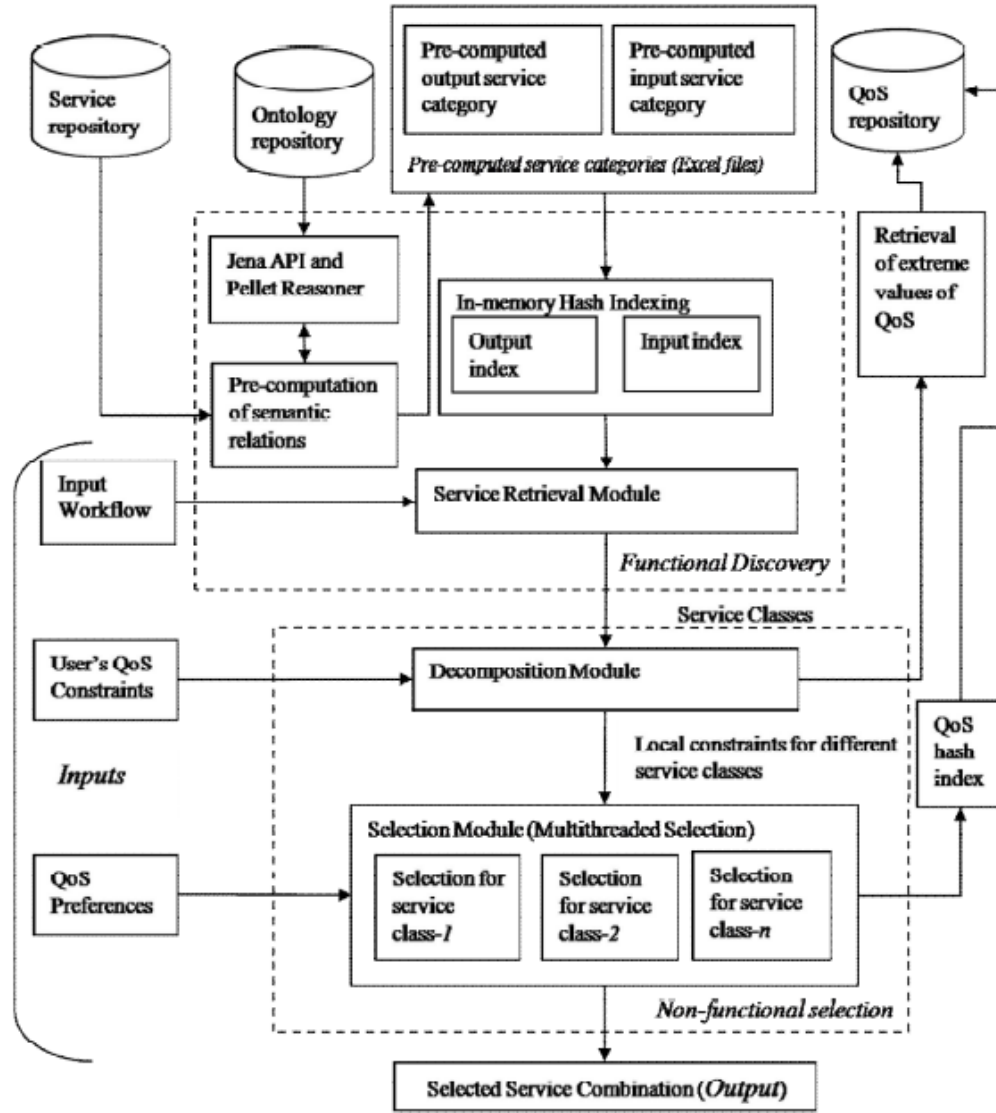 Service
repository
Ontology
repository
Pre-computed
output service
category
Pre-computed
input service
category
Pre-computed service categories (Excel files)
QoS
repository
Jena API and
Pellet Reasoner
In-memory Hash Indexing
Output
index
Input index
Retrieval
of extreme
values of
QoS
Pre-computation
of semantic
relations
Input
Workflow
Service Retrieval Module
Functional Discovery
Service Classes
User's QoS
Constraints
Decomposition Module
Local constraints for different
service classes
QoS
hash
index
Inputs
Selection Module (Multithreaded Selection)
QoS
Preferences
Selection for
service
class-1
Selection
for service
class-2
Selection
for service
class-n
Non-functional selection
Selected Service Combination (Output)